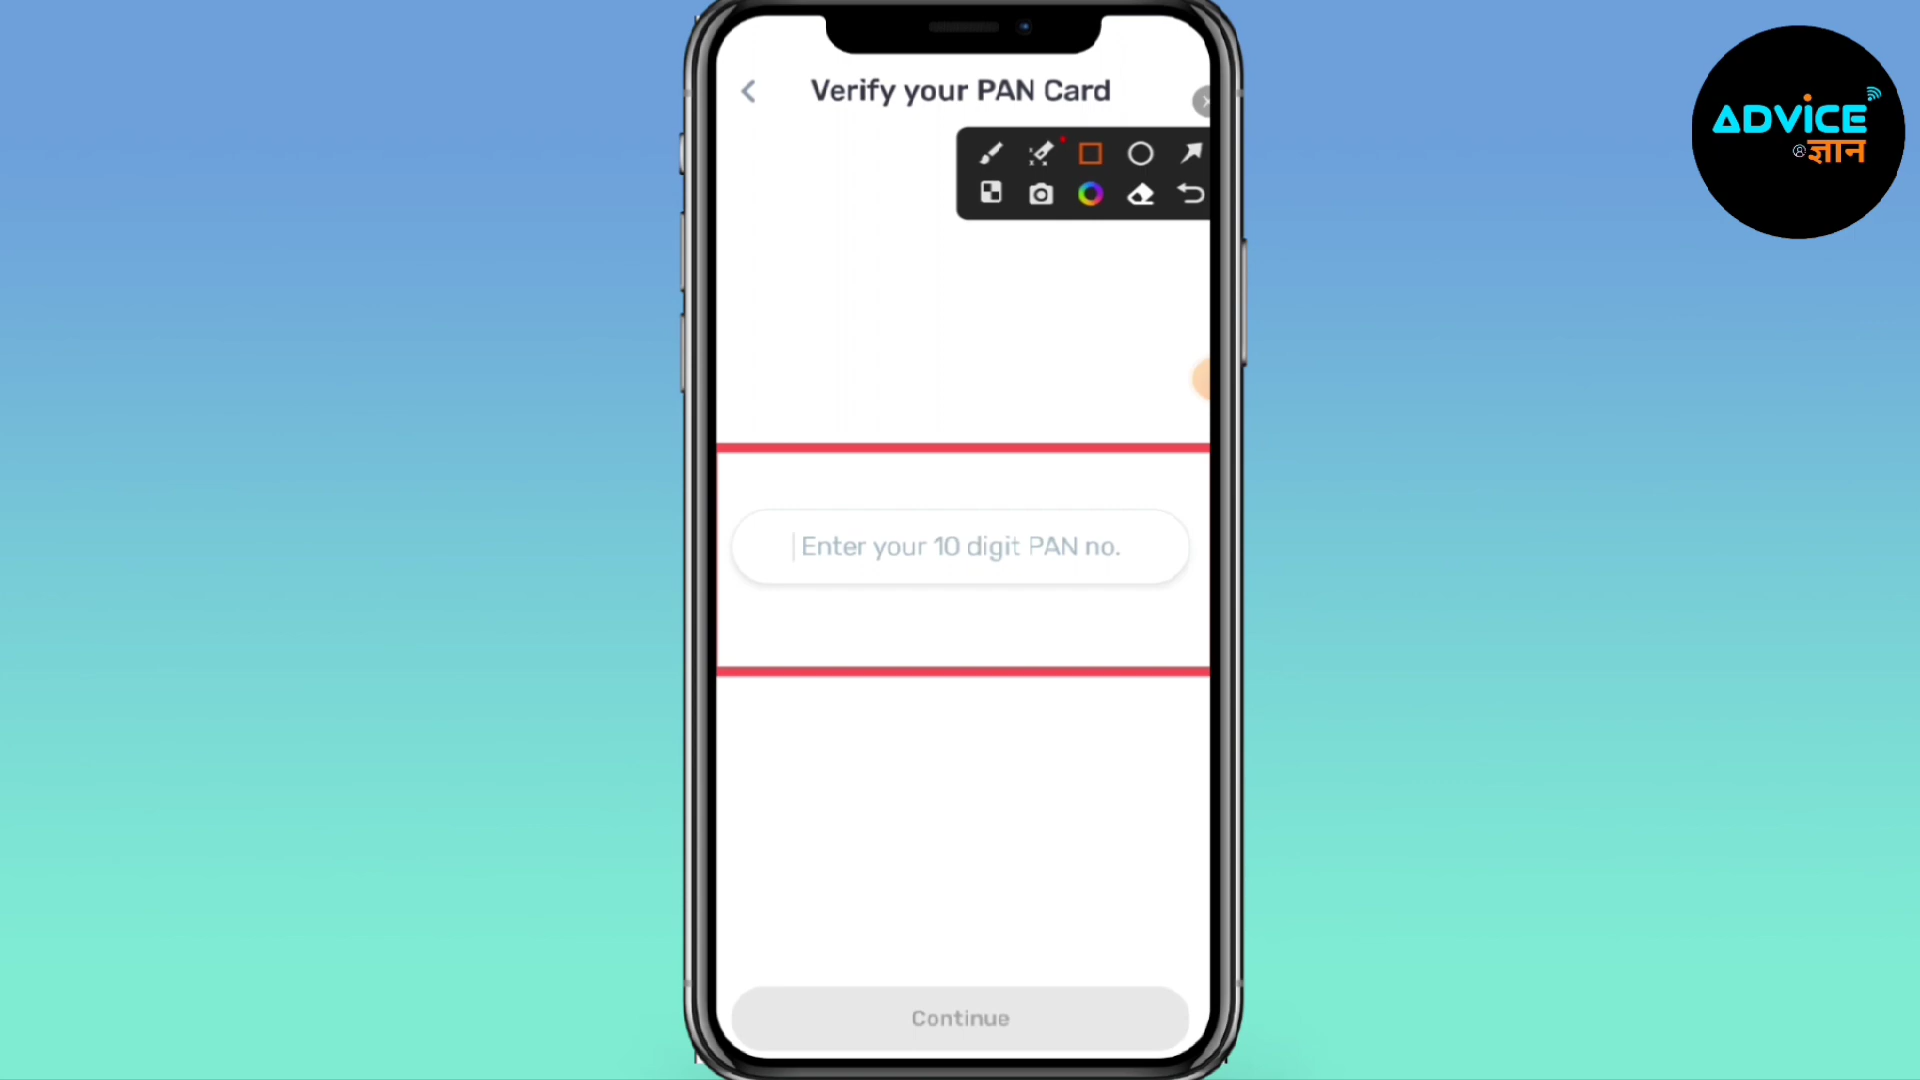 Verify your PAN Card
ADVICE
ज्ञान
Enter your 10 digit PAN no.
Continue